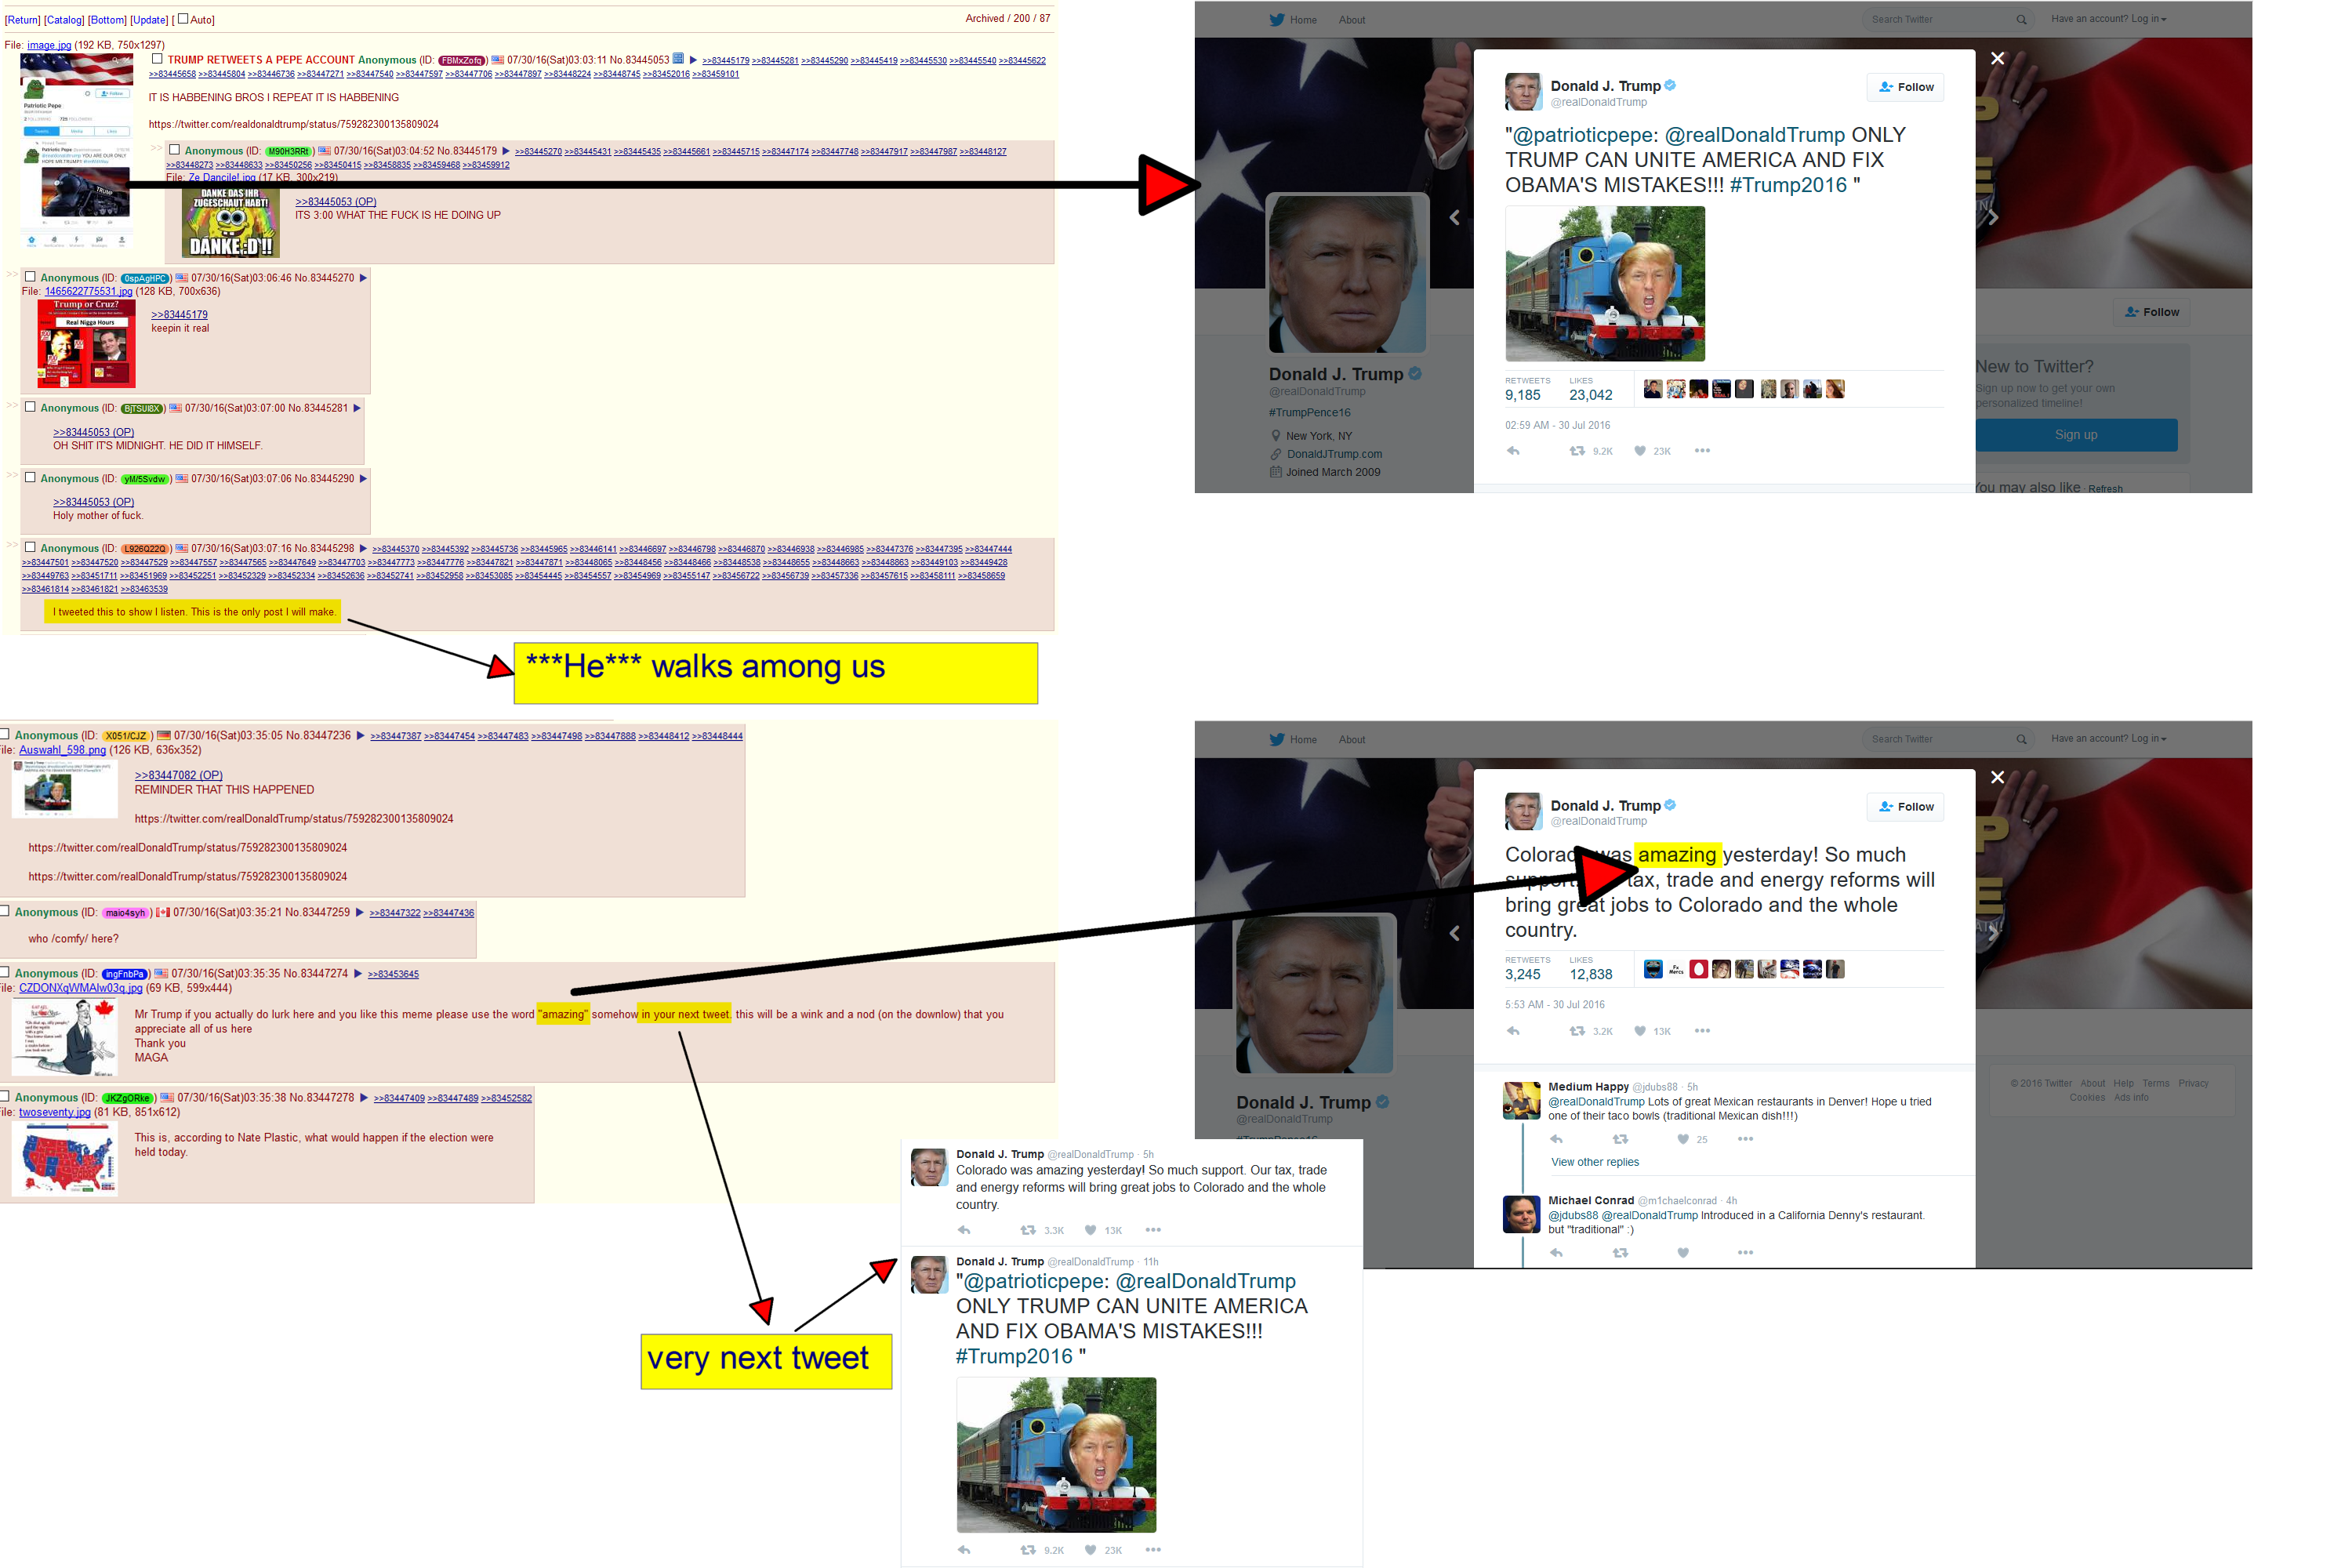 [Return] [Catalog] [Bottom] [Update] [ Auto]
Archived / 200 / 87
File: image.jpg (192 KB, 750x1297)
TRUMP RETWEETS A PEPE ACCOUNT Anonymous (ID: FBMxZofq) 07/30/16(Sat)03:03:11 No.83445053 ▶ >>83445179 >>83445281 >>83445290 >>83445419 >>83445530 >>83445540 >>83445622
>>83445658 >>83445804 >>83446736 >>83447271 >>83447540 >>83447597 >>83447706 >>83447897 >>83448224 >>83448745 >>83452016 >>83459101
IT IS HABBENING BROS I REPEAT IT IS HABBENING
https://twitter.com/realdonaldtrump/status/759282300135809024
Patriotic Pepe
>> Anonymous (ID: M90H3RRt) 07/30/16(Sat)03:04:52 No.83445179 ▶ >>83445270 >>83445431 >>83445435 >>83445661 >>83445715 >>83447174 >>83447748 >>83447917 >>83447987 >>83448127
>>83448273 >>83448633 >>83450256 >>83450415 >>83458835 >>83459468 >>83459912
File: Ze Dancile!.jpg (17 KB, 300x219)
DANKE DAS IHR
ZUGESCHAUT HABT!
DANKE :D'!!
>>83445053 (OP)
ITS 3:00 WHAT THE FUCK IS HE DOING UP
>> Anonymous (ID: 0spAgHPC) 07/30/16(Sat)03:06:46 No.83445270 ▶
File: 1465622775531.jpg (128 KB, 700x636)
Trump or Cruz?
Real Nigga Hours
>>83445179
keepin it real
>> Anonymous (ID: BjTSUI8X) 07/30/16(Sat)03:07:00 No.83445281 ▶
>>83445053 (OP)
OH SHIT IT'S MIDNIGHT. HE DID IT HIMSELF.
>> Anonymous (ID: yM/5Svdw) 07/30/16(Sat)03:07:06 No.83445290 ▶
>>83445053 (OP)
Holy mother of fuck.
>> Anonymous (ID: L926Q22Q) 07/30/16(Sat)03:07:16 No.83445298 ▶ >>83445370 >>83445392 >>83445736 >>83445965 >>83446141 >>83446697 >>83446798 >>83446870 >>83446938 >>83446985 >>83447376 >>83447395 >>83447444
>>83447501 >>83447520 >>83447529 >>83447557 >>83447565 >>83447649 >>83447703 >>83447773 >>83447776 >>83447821 >>83447871 >>83448065 >>83448456 >>83448466 >>83448538 >>83448655 >>83448663 >>83448863 >>83449103 >>83449428
>>83449763 >>83451711 >>83451969 >>83452251 >>83452329 >>83452334 >>83452636 >>83452741 >>83452958 >>83453085 >>83454445 >>83454557 >>83454969 >>83455147 >>83456722 >>83456739 >>83457336 >>83457615 >>83458111 >>83458659
>>83461814 >>83461821 >>83463539
I tweeted this to show I listen. This is the only post I will make.
***He*** walks among us
Home About
Search Twitter
Have an account? Log in
Donald J. Trump
@realDonaldTrump
Follow
"@patrioticpepe: @realDonaldTrump ONLY
TRUMP CAN UNITE AMERICA AND FIX
OBAMA'S MISTAKES!!! #Trump2016 "
RETWEETS LIKES
9,185 23,042
02:59 AM - 30 Jul 2016
9.2K 23K
Donald J. Trump
@realDonaldTrump
#TrumpPence16
New York, NY
DonaldJTrump.com
Joined March 2009
Follow
New to Twitter?
Sign up now to get your own
personalized timeline!
Sign up
You may also like · Refresh
Anonymous (ID: X051/CJZ) 07/30/16(Sat)03:35:05 No.83447236 ▶ >>83447387 >>83447454 >>83447483 >>83447498 >>83447888 >>83448412 >>83448444
File: Auswahl_598.png (126 KB, 636x352)
>>83447082 (OP)
REMINDER THAT THIS HAPPENED
https://twitter.com/realDonaldTrump/status/759282300135809024
https://twitter.com/realDonaldTrump/status/759282300135809024
https://twitter.com/realDonaldTrump/status/759282300135809024
Anonymous (ID: maio4syh) 07/30/16(Sat)03:35:21 No.83447259 ▶ >>83447322 >>83447436
who /comfy/ here?
Anonymous (ID: ingFnbPa) 07/30/16(Sat)03:35:35 No.83447274 ▶ >>83453645
File: CZDONXqWMAIw03q.jpg (69 KB, 599x444)
Mr Trump if you actually do lurk here and you like this meme please use the word "amazing" somehow in your next tweet. this will be a wink and a nod (on the downlow) that you
appreciate all of us here
Thank you
MAGA
Anonymous (ID: JKZgORke) 07/30/16(Sat)03:35:38 No.83447278 ▶ >>83447409 >>83447489 >>83452582
File: twoseventy.jpg (81 KB, 851x612)
This is, according to Nate Plastic, what would happen if the election were
held today.
very next tweet
Home About
Search Twitter
Have an account? Log in
Donald J. Trump
@realDonaldTrump
Follow
Colorado was amazing yesterday! So much
support. tax, trade and energy reforms will
bring great jobs to Colorado and the whole
country.
RETWEETS LIKES
3,245 12,838
5:53 AM - 30 Jul 2016
3.2K 13K
Donald J. Trump
@realDonaldTrump
Medium Happy @jdubs88 · 5h
@realDonaldTrump Lots of great Mexican restaurants in Denver! Hope u tried
one of their taco bowls (traditional Mexican dish!!!)
25
View other replies
Michael Conrad @m1chaelconrad · 4h
@jdubs88 @realDonaldTrump Introduced in a California Denny's restaurant.
but "traditional" :)
© 2016 Twitter About Help Terms Privacy
Cookies Ads info
Donald J. Trump @realDonaldTrump · 5h
Colorado was amazing yesterday! So much support. Our tax, trade
and energy reforms will bring great jobs to Colorado and the whole
country.
3.3K 13K
Donald J. Trump @realDonaldTrump · 11h
"@patrioticpepe: @realDonaldTrump
ONLY TRUMP CAN UNITE AMERICA
AND FIX OBAMA'S MISTAKES!!!
#Trump2016 "
9.2K 23K